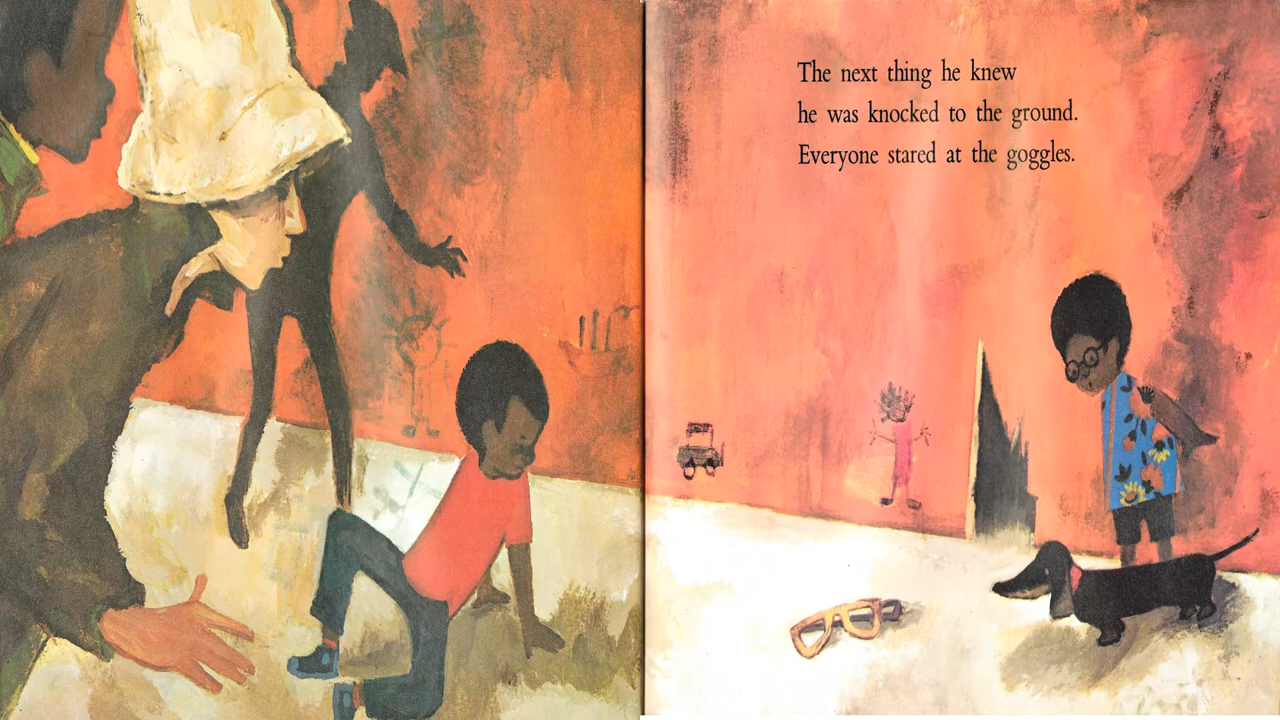 The next thing he knew
he was knocked to the ground.
Everyone stared at the goggles.